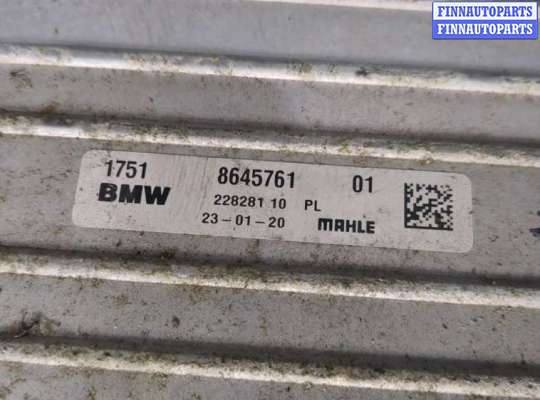 FINNAUTOPARTS
FINNAUTOPARTS
1751 8645761 01
BMW 228281 10 PL
23-01-20 MAHLE